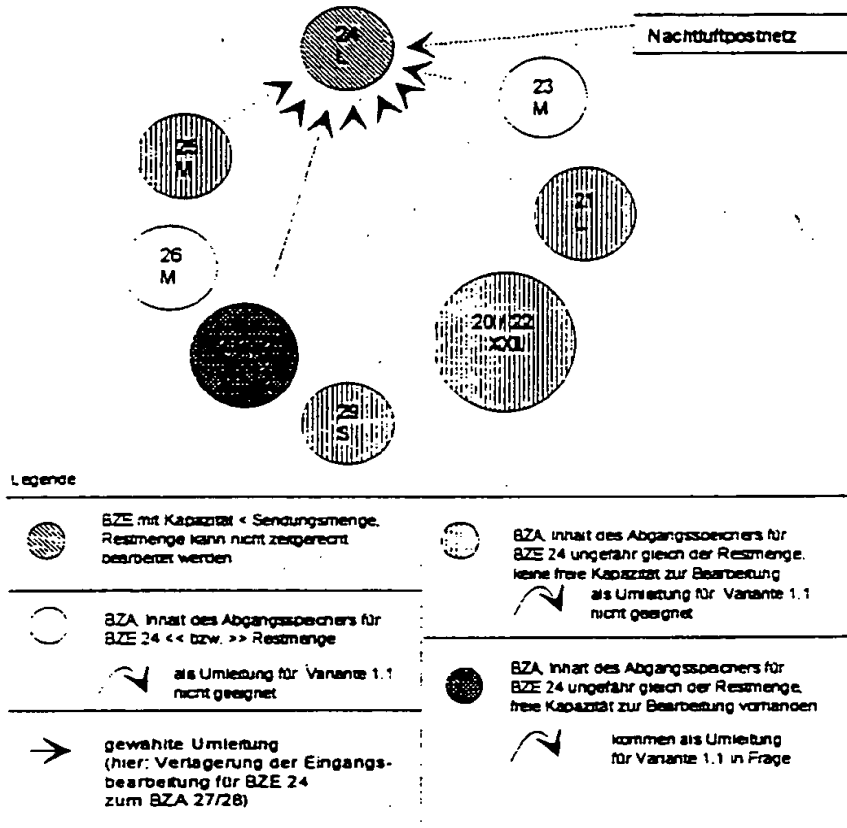 24
L
Nachtluftpostnetz
23
M
25
M
21
L
26
M
20 / 22
XXL
29
S
Legende
BZE mit Kapazität < Sendungsmenge,
Restmenge kann nicht zeitgerecht
bearbeitet werden
BZA, Inhalt des Abgangsspeichers für
BZE 24 << bzw. >> Restmenge
als Umleitung für Variante 1.1
nicht geeignet
gewählte Umleitung
(hier: Verlagerung der Eingangs-
bearbeitung für BZE 24
zum BZA 27/28)
BZA, Inhalt des Abgangsspeichers für
BZE 24 ungefähr gleich der Restmenge,
keine freie Kapazität zur Bearbeitung
als Umleitung für Variante 1.1
nicht geeignet
BZA, Inhalt des Abgangsspeichers für
BZE 24 ungefähr gleich der Restmenge,
freie Kapazität zur Bearbeitung vorhanden
kommen als Umleitung
für Variante 1.1 in Frage